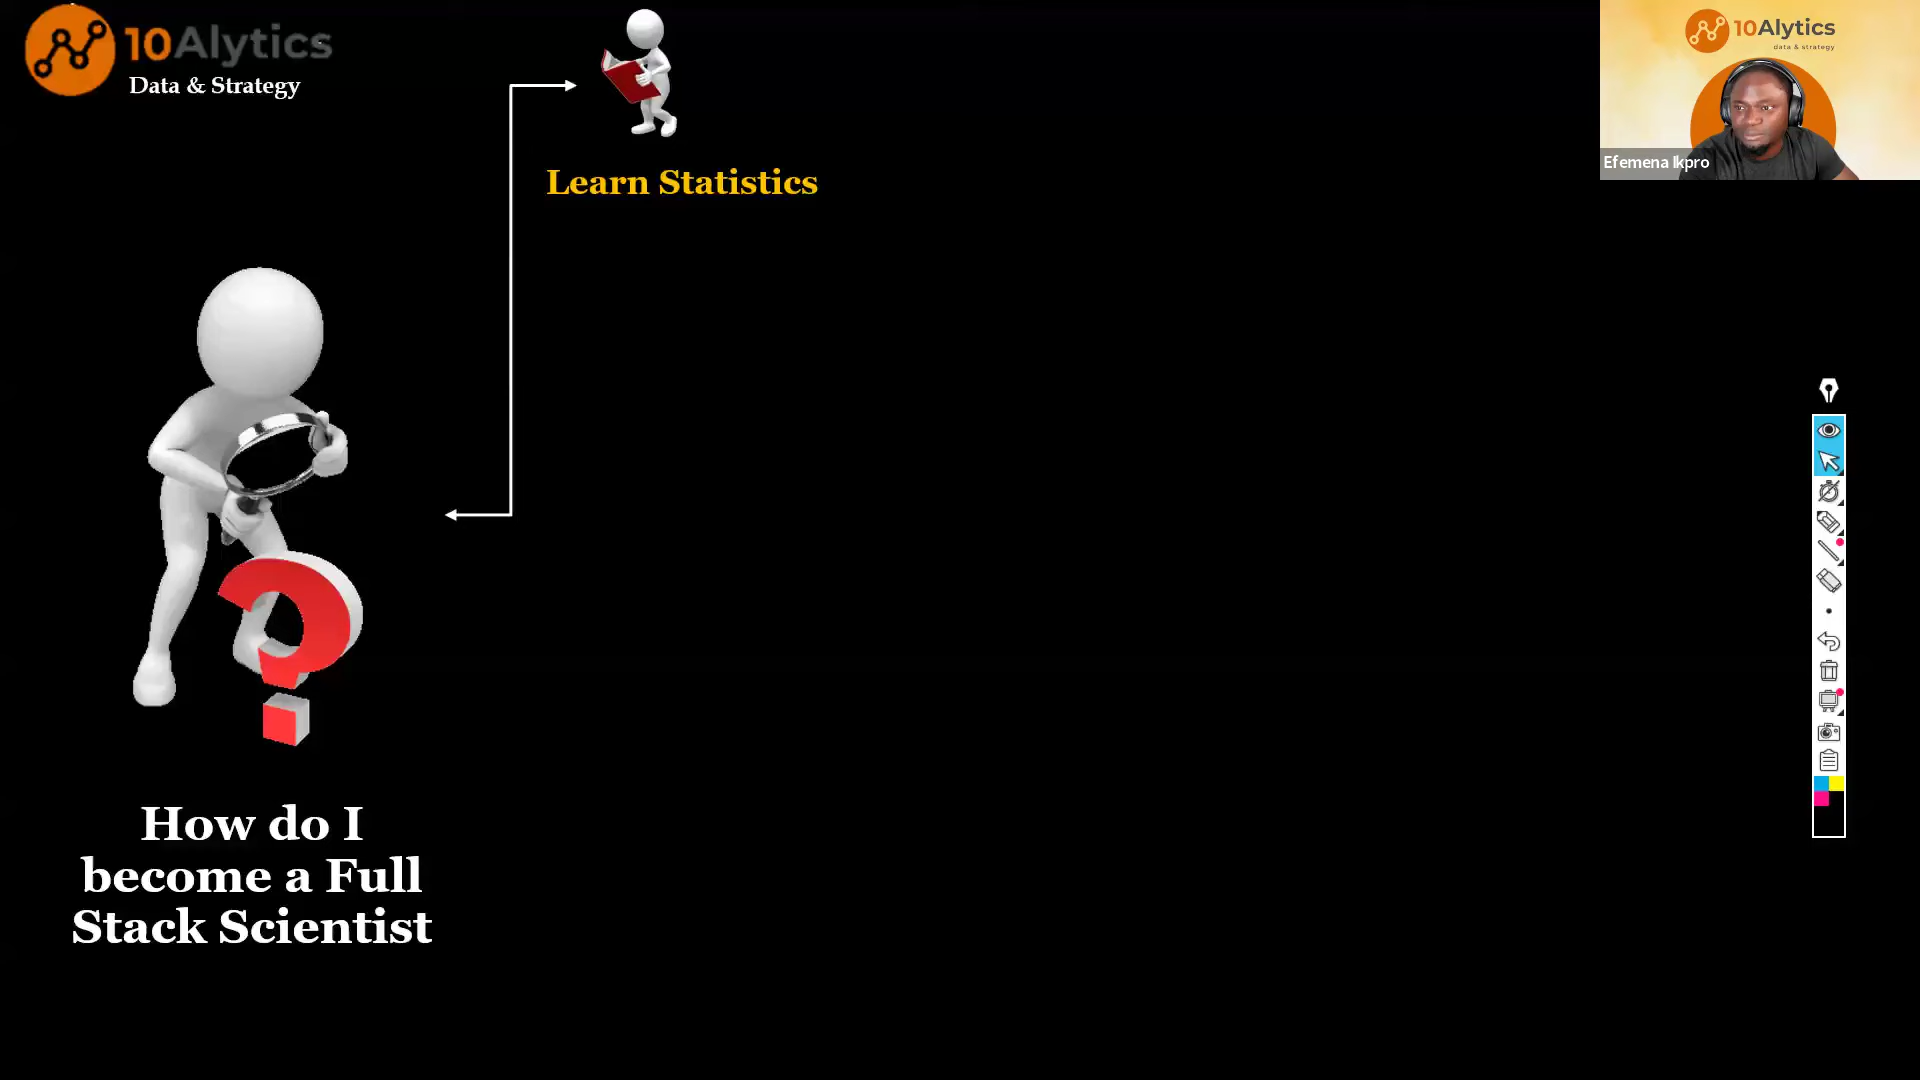 10Alytics
Data & Strategy
Learn Statistics
How do I
become a Full
Stack Scientist
10Alytics
data & strategy
Efemena Ikpro